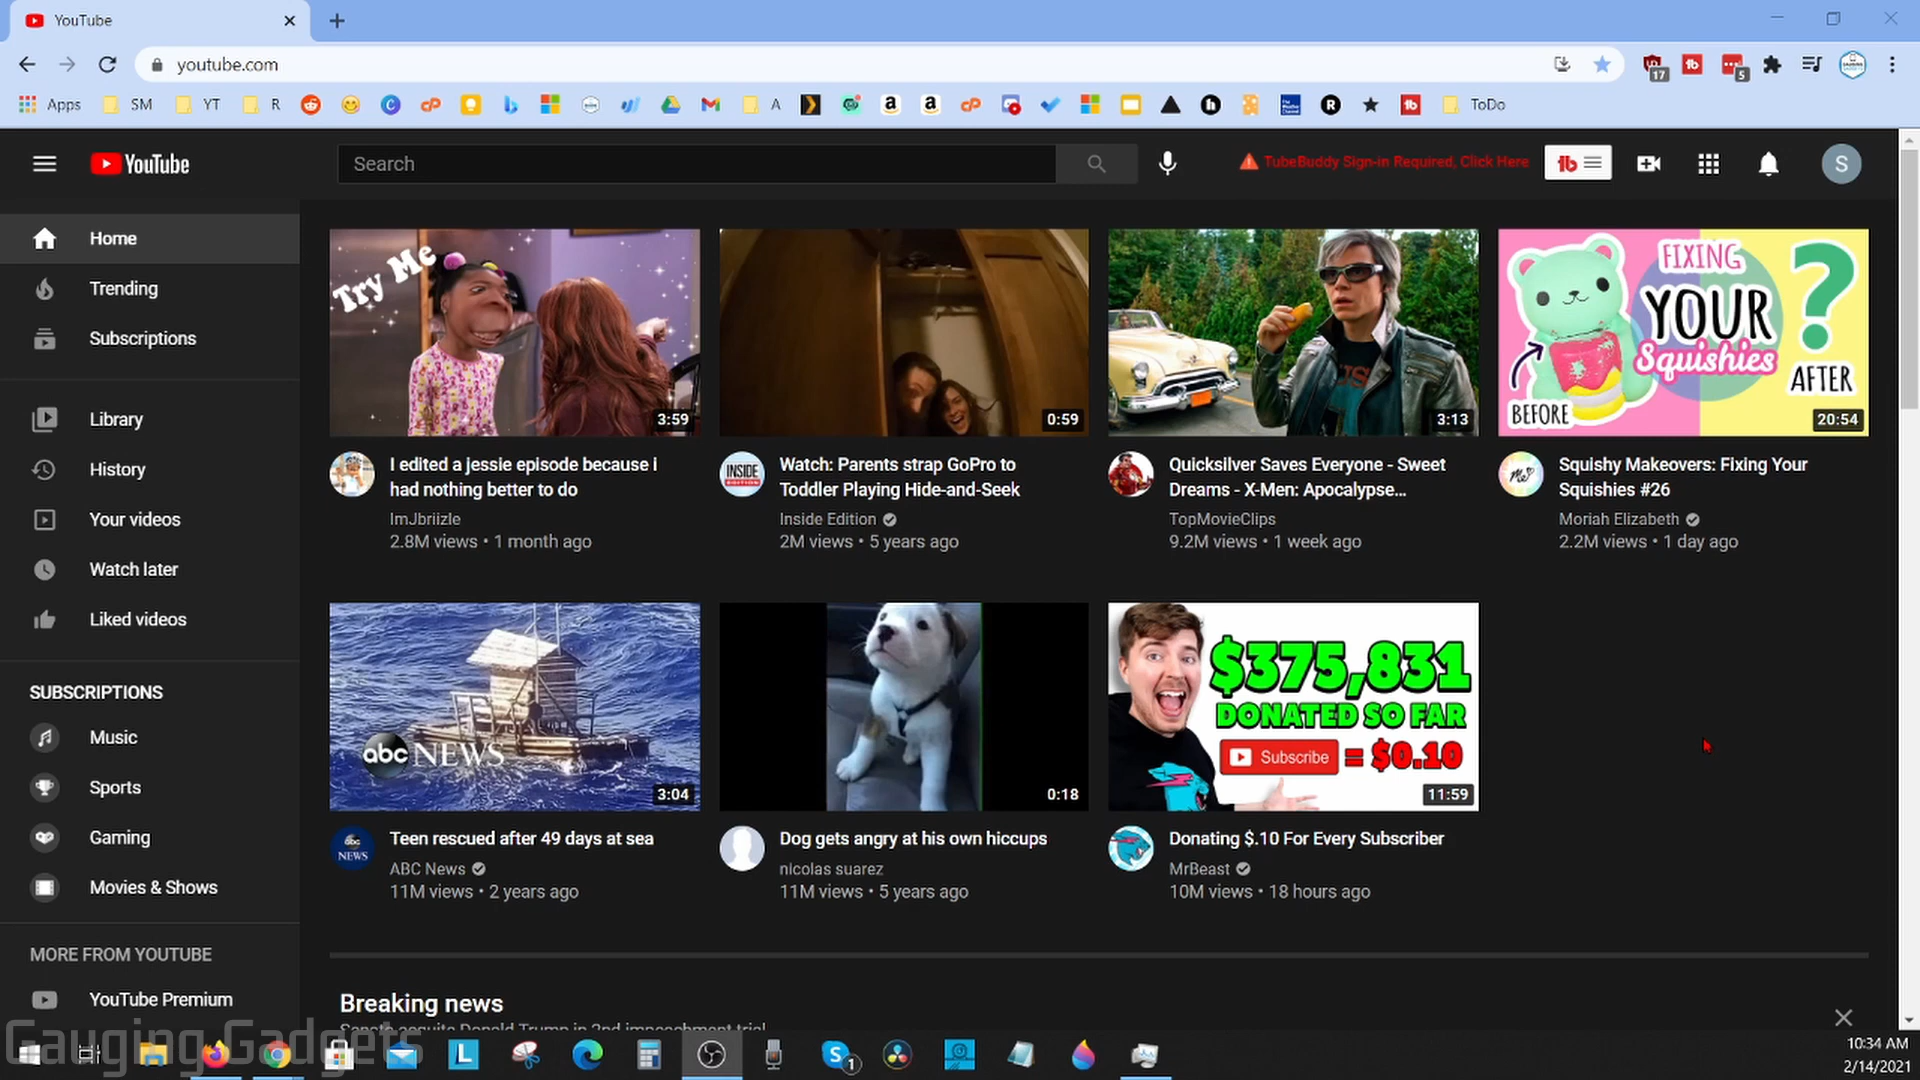 YouTube
youtube.com
17
5
Apps
SM
YT
R
A
ToDo
YouTube
Search
TubeBuddy Sign-in Required, Click Here
S
Home
Trending
Subscriptions
Library
History
Your videos
Watch later
Liked videos
SUBSCRIPTIONS
Music
Sports
Gaming
Movies & Shows
MORE FROM YOUTUBE
YouTube Premium
Try Me
3:59
I edited a jessie episode because i
had nothing better to do
ImJbriizle
2.8M views • 1 month ago
0:59
INSIDE
EDITION
Watch: Parents strap GoPro to
Toddler Playing Hide-and-Seek
Inside Edition
2M views • 5 years ago
3:13
Quicksilver Saves Everyone - Sweet
Dreams - X-Men: Apocalypse...
TopMovieClips
9.2M views • 1 week ago
FIXING
YOUR
Squishies
?
BEFORE
AFTER
20:54
Squishy Makeovers: Fixing Your
Squishies #26
Moriah Elizabeth
2.2M views • 1 day ago
abc NEWS
3:04
abc
NEWS
Teen rescued after 49 days at sea
ABC News
11M views • 2 years ago
0:18
Dog gets angry at his own hiccups
nicolas suarez
11M views • 5 years ago
$375,831
DONATED SO FAR
Subscribe = $0.10
11:59
Donating $.10 For Every Subscriber
MrBeast
10M views • 18 hours ago
Breaking news
Senate acquits Donald Trump in 2nd impeachment trial
Gauging Gadgets
L
S
1
10:34 AM
2/14/2021